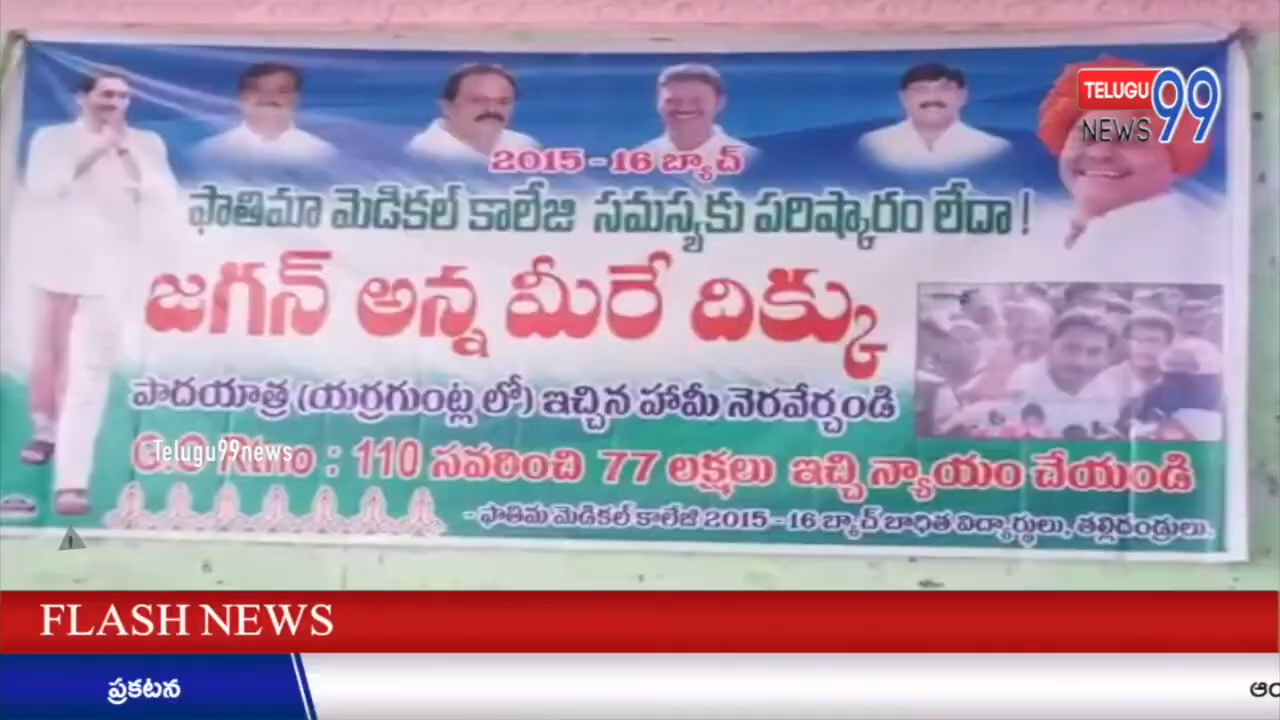 TELUGU
NEWS 99
2015 - 16 బ్యాచ్
ఫాతిమా మెడికల్ కాలేజి సమస్యకు పరిష్కారం లేదా !
జగన్ అన్న మీరే దిక్కు
పాదయాత్ర (యర్రగుంట్ల లో) ఇచ్చిన హామీ నెరవేర్చండి
Telugu99news
: 110 సవరించి 77 లక్షలు ఇచ్చి న్యాయం చేయండి
- ఫాతిమ మెడికల్ కాలేజి 2015 - 16 బ్యాచ్ బాధిత విద్యార్థులు, తల్లిదండ్రులు.
FLASH NEWS
ప్రకటన